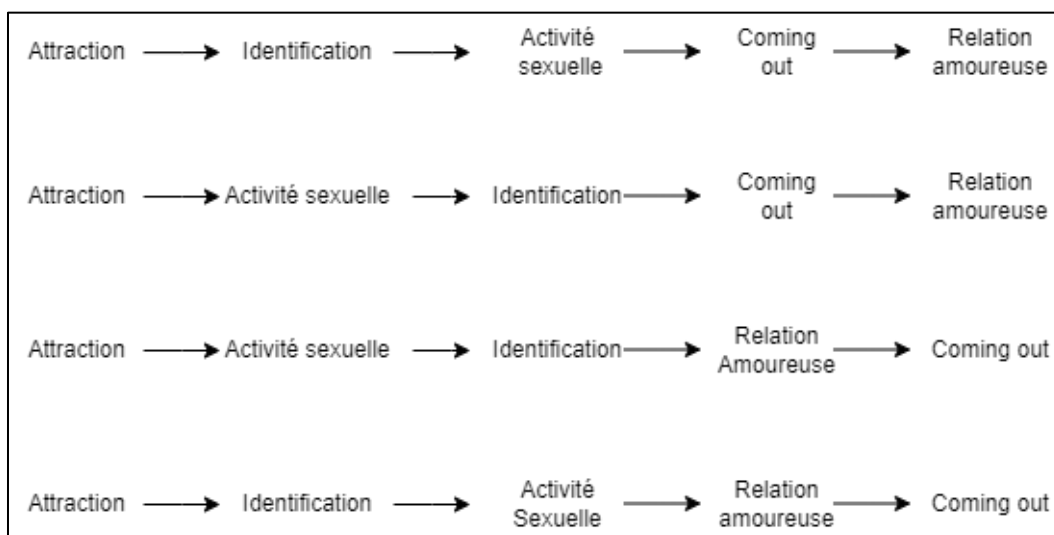 Attraction Identification Activité sexuelle Coming out Relation amoureuse
Attraction Activité sexuelle Identification Coming out Relation amoureuse
Attraction Activité sexuelle Identification Relation Amoureuse Coming out
Attraction Identification Activité Sexuelle Relation amoureuse Coming out